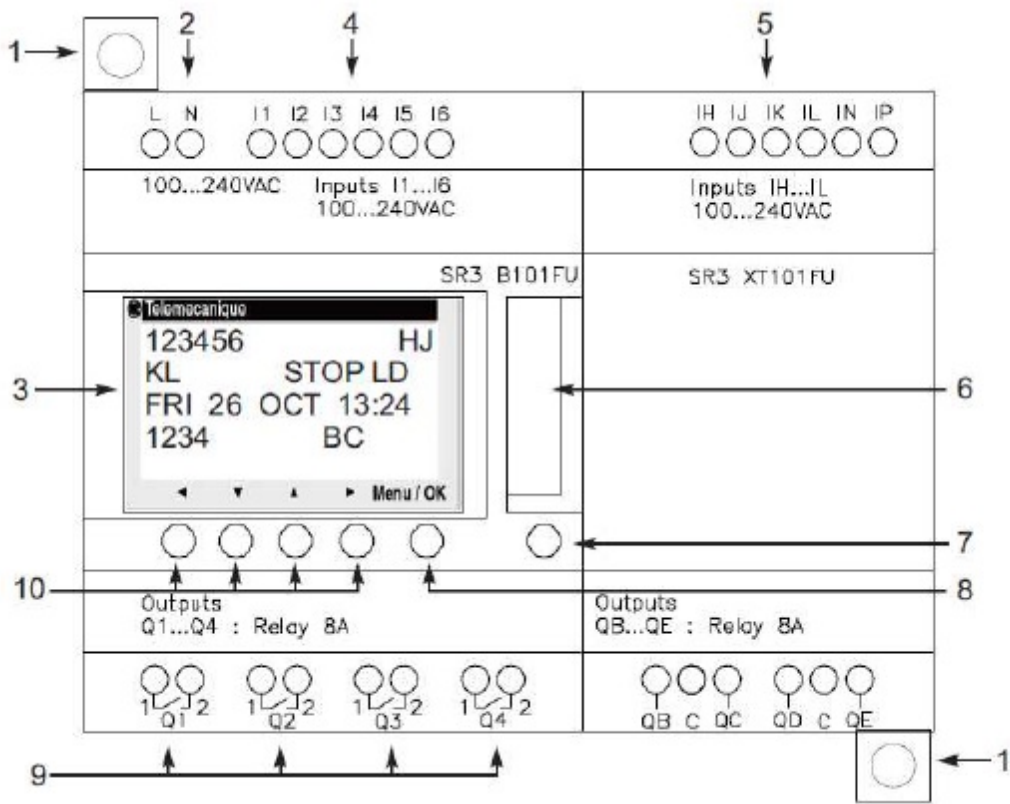 2 4 5
1
L N I1 I2 I3 I4 I5 I6 IH IJ IK IL IN IP
100...240VAC Inputs I1...I6 Inputs IH...IL
100...240VAC 100...240VAC
SR3 B101FU SR3 XT101FU
Telemecanique
123456 HJ
KL STOP LD
3 6
FRI 26 OCT 13:24
1234 BC
Menu / OK
7
10 8
Outputs Outputs
Q1...Q4 : Relay 8A QB...QE : Relay 8A
1 2 1 2 1 2 1 2
Q1 Q2 Q3 Q4 QB C QC QD C QE
9 1